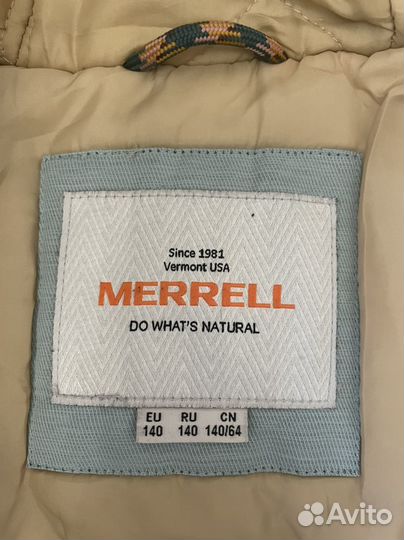 Since 1981
Vermont USA
MERRELL
DO WHAT'S NATURAL
EU RU CN
140 140 140/64
Avito